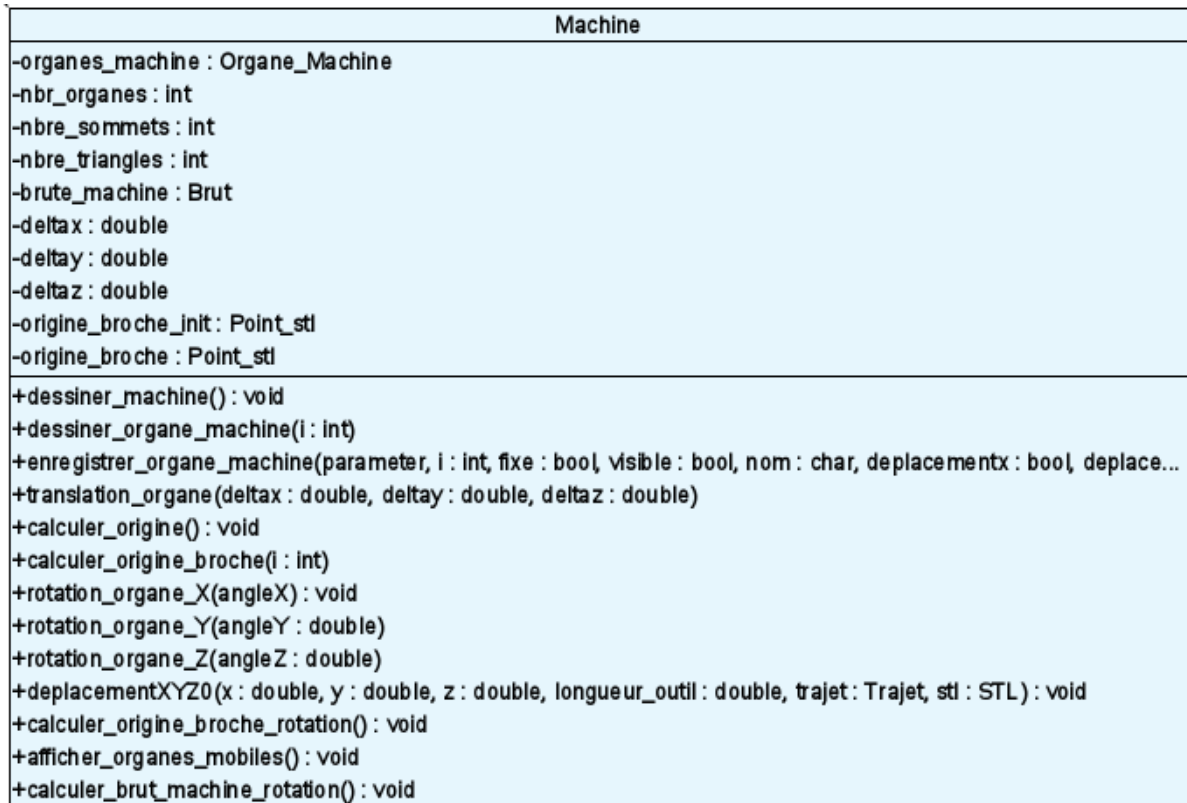 Machine
-organes_machine : Organe_Machine
-nbr_organes : int
-nbre_sommets : int
-nbre_triangles : int
-brute_machine : Brut
-deltax : double
-deltay : double
-deltaz : double
-origine_broche_init : Point_stl
-origine_broche : Point_stl
+dessiner_machine() : void
+dessiner_organe_machine(i : int)
+enregistrer_organe_machine(parameter, i : int, fixe : bool, visible : bool, nom : char, deplacementx : bool, deplace...
+translation_organe(deltax : double, deltay : double, deltaz : double)
+calculer_origine() : void
+calculer_origine_broche(i : int)
+rotation_organe_X(angleX) : void
+rotation_organe_Y(angleY : double)
+rotation_organe_Z(angleZ : double)
+deplacementXYZ0(x : double, y : double, z : double, longueur_outil : double, trajet : Trajet, stl : STL) : void
+calculer_origine_broche_rotation() : void
+afficher_organes_mobiles() : void
+calculer_brut_machine_rotation() : void